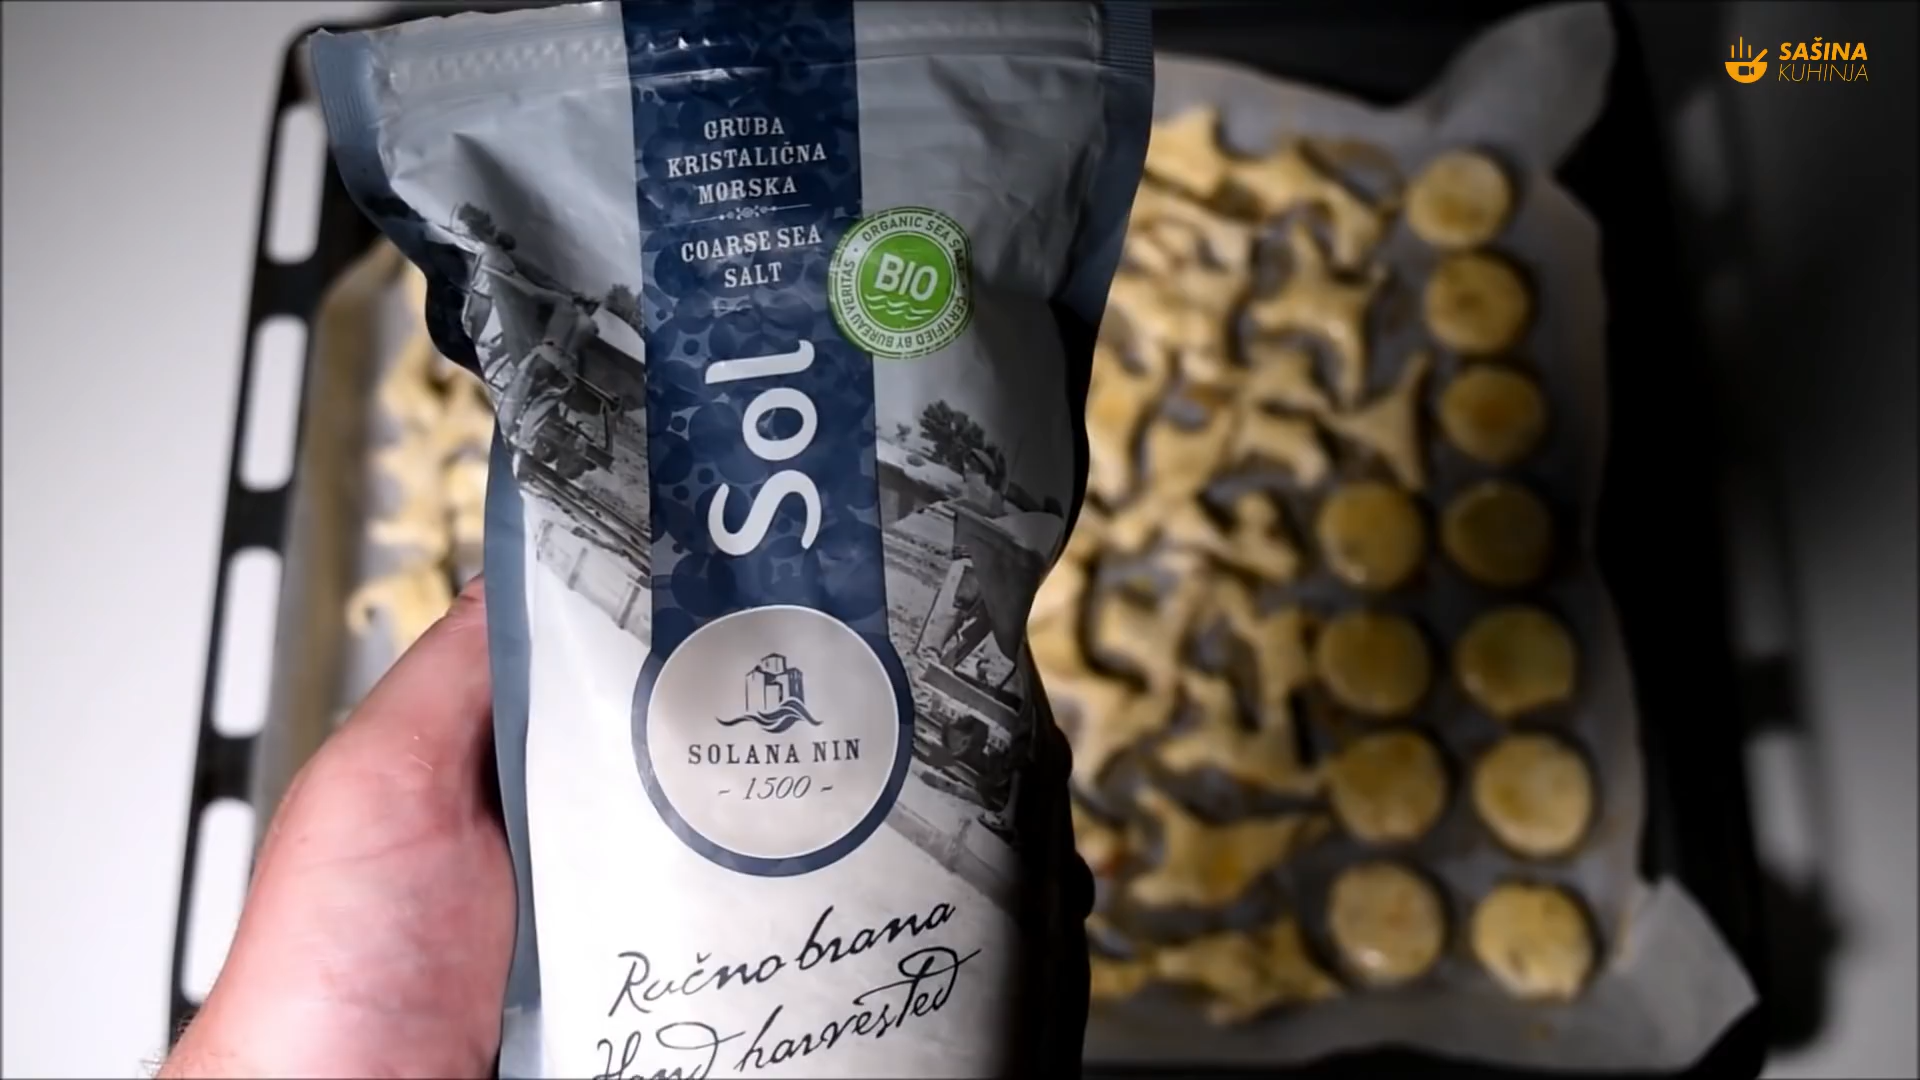 GRUBA
KRISTALIČNA
MORSKA
COARSE SEA
SALT
ORGANIC SEA SALT · CERTIFIED BY BUREAU VERITAS ·
BIO
Sol
SOLANA NIN
~ 1500 ~
Ručno brana
Hand harvested
SAŠINA
KUHINJA